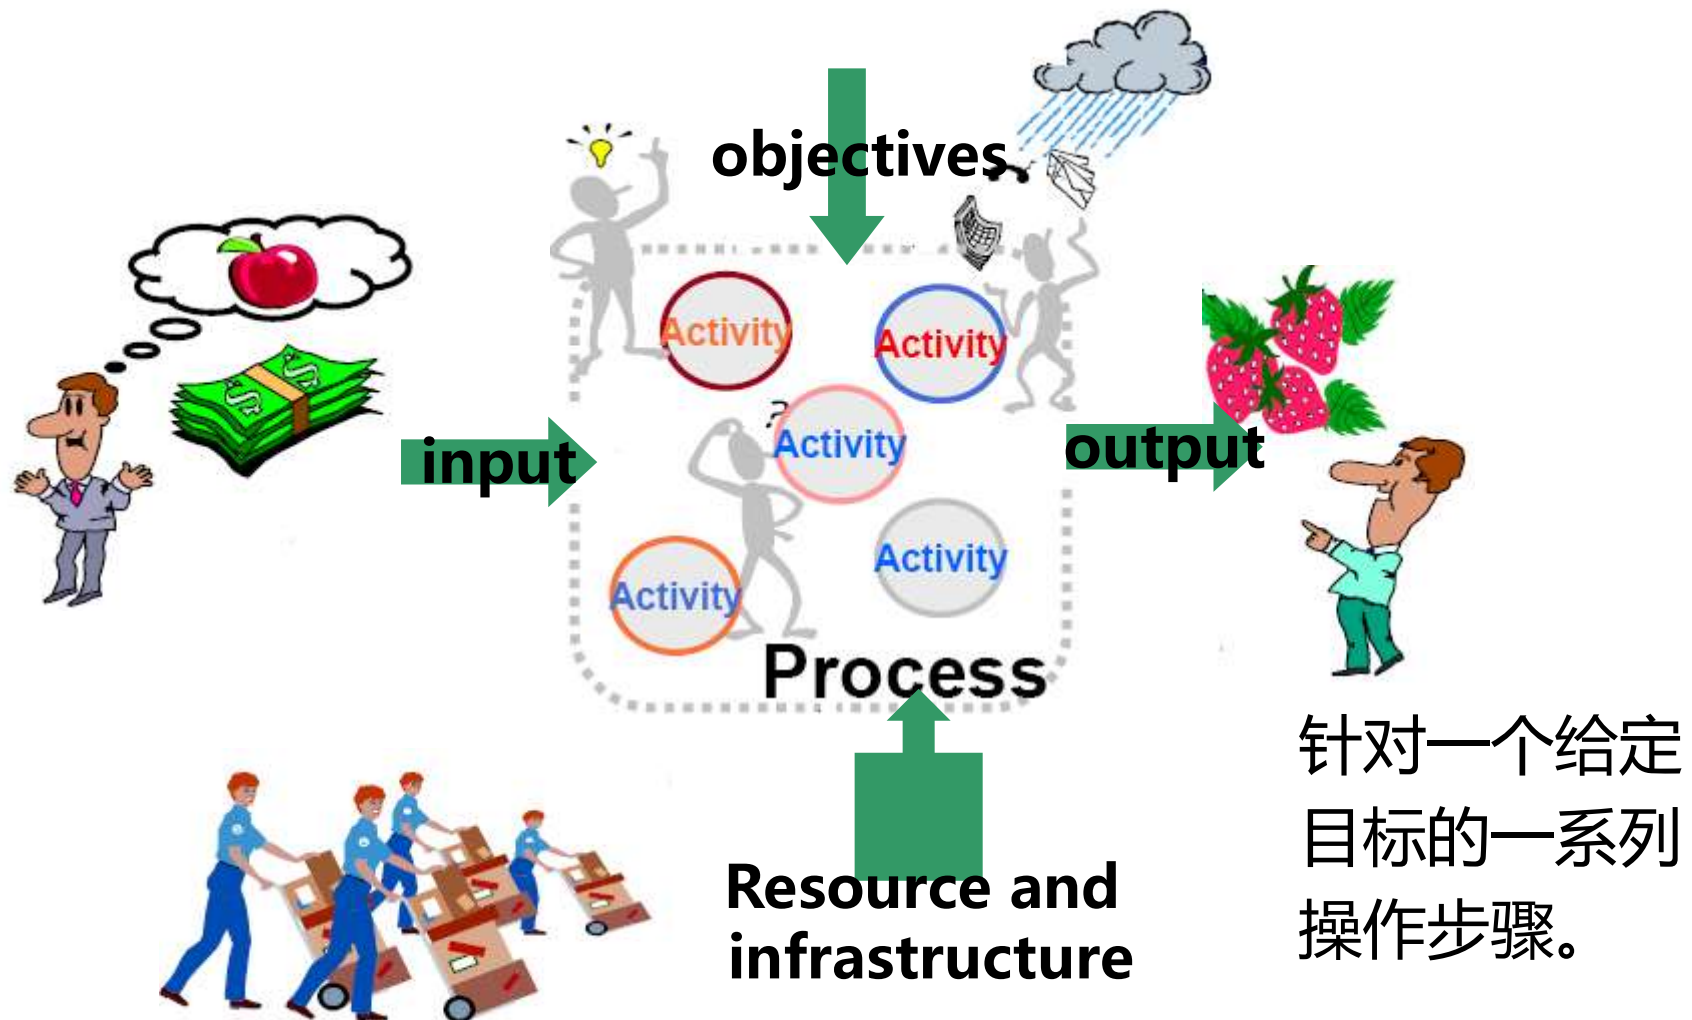 objectives
Activity
Activity
Activity
input
output
?
Activity
Activity
Process
Resource and
infrastructure
针对一个给定
目标的一系列
操作步骤。